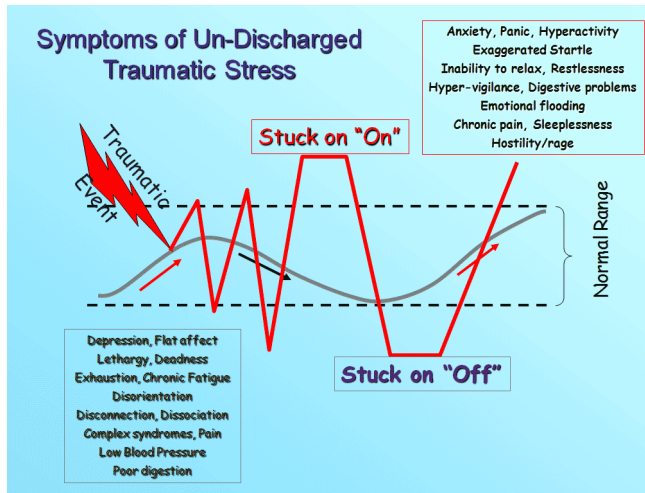 Symptoms of Un-Discharged
Traumatic Stress
Anxiety, Panic, Hyperactivity
Exaggerated Startle
Inability to relax, Restlessness
Hyper-vigilance, Digestive problems
Emotional flooding
Chronic pain, Sleeplessness
Hostility/rage
Stuck on "On"
Traumatic
Event
Normal Range
Stuck on "Off"
Depression, Flat affect
Lethargy, Deadness
Exhaustion, Chronic Fatigue
Disorientation
Disconnection, Dissociation
Complex syndromes, Pain
Low Blood Pressure
Poor digestion